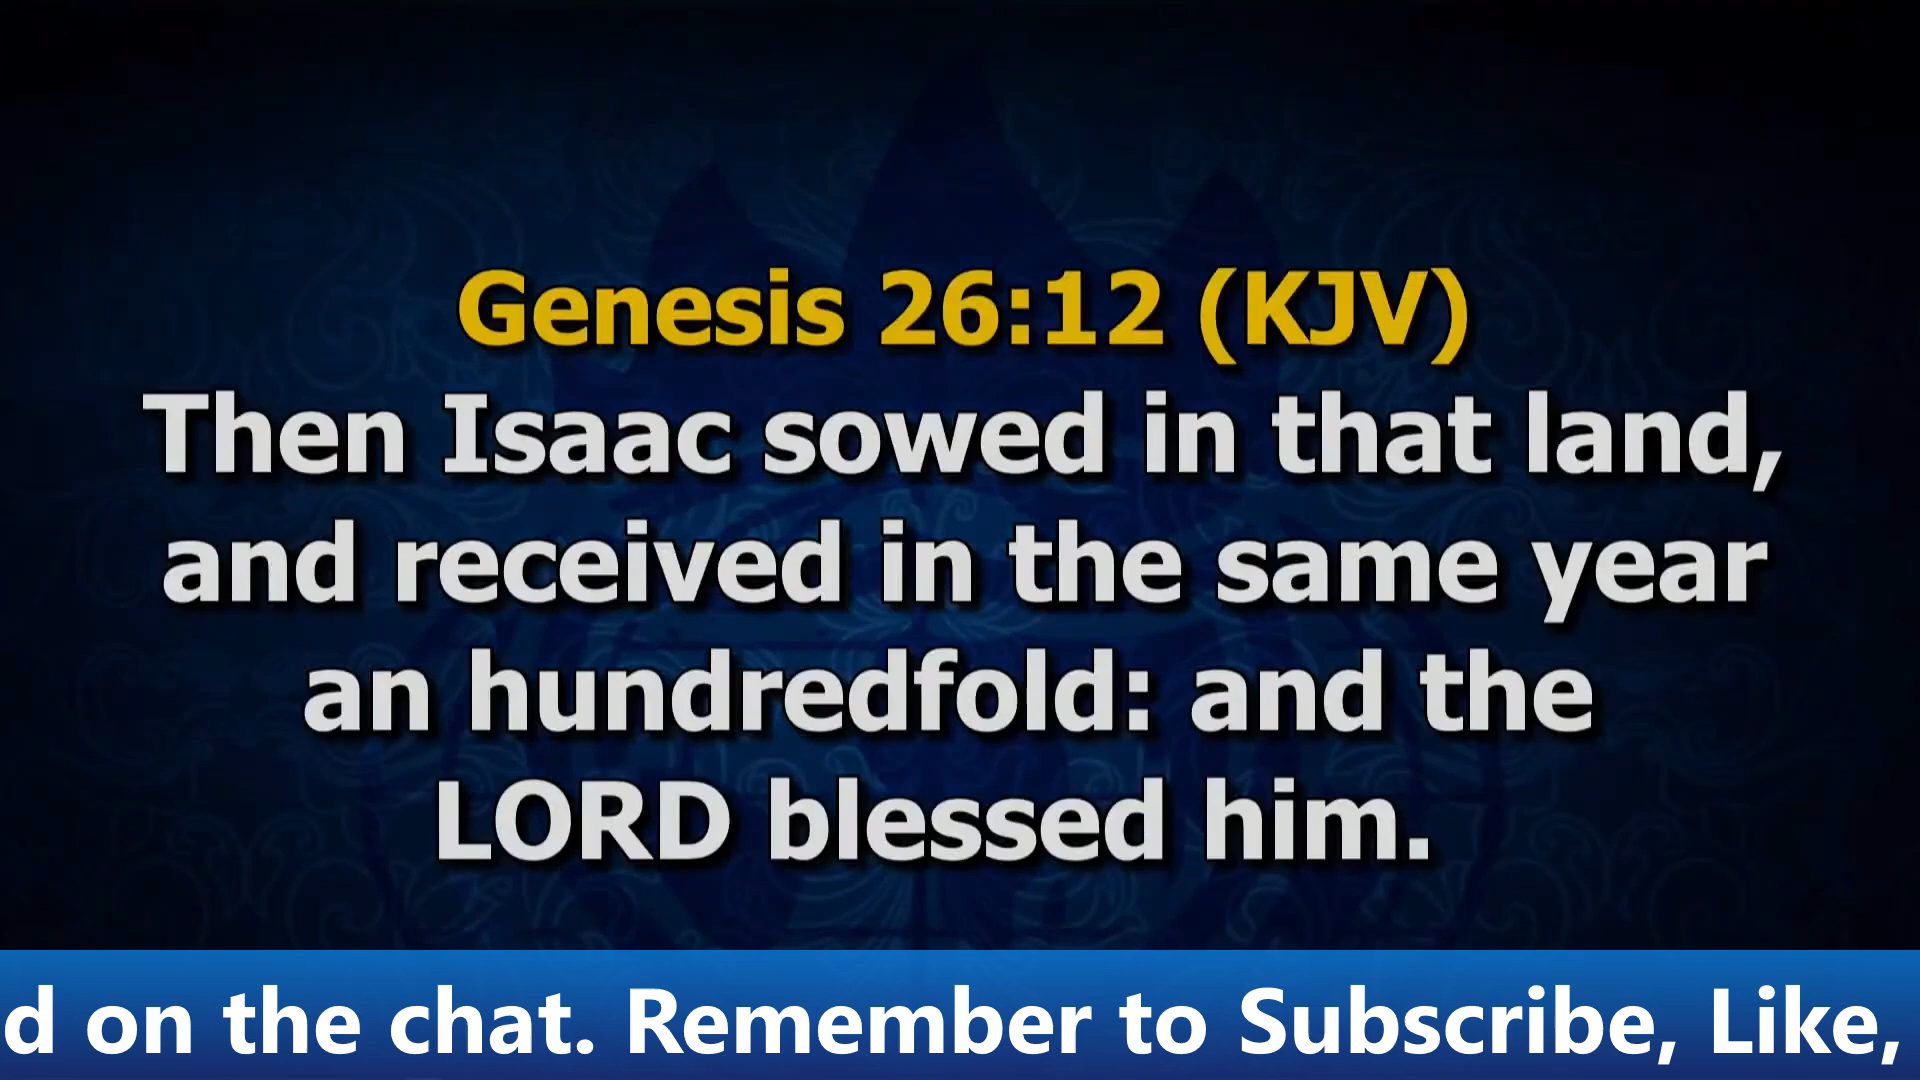 Genesis 26:12 (KJV)
Then Isaac sowed in that land,
and received in the same year
an hundredfold: and the
LORD blessed him.
d on the chat. Remember to Subscribe, Like,